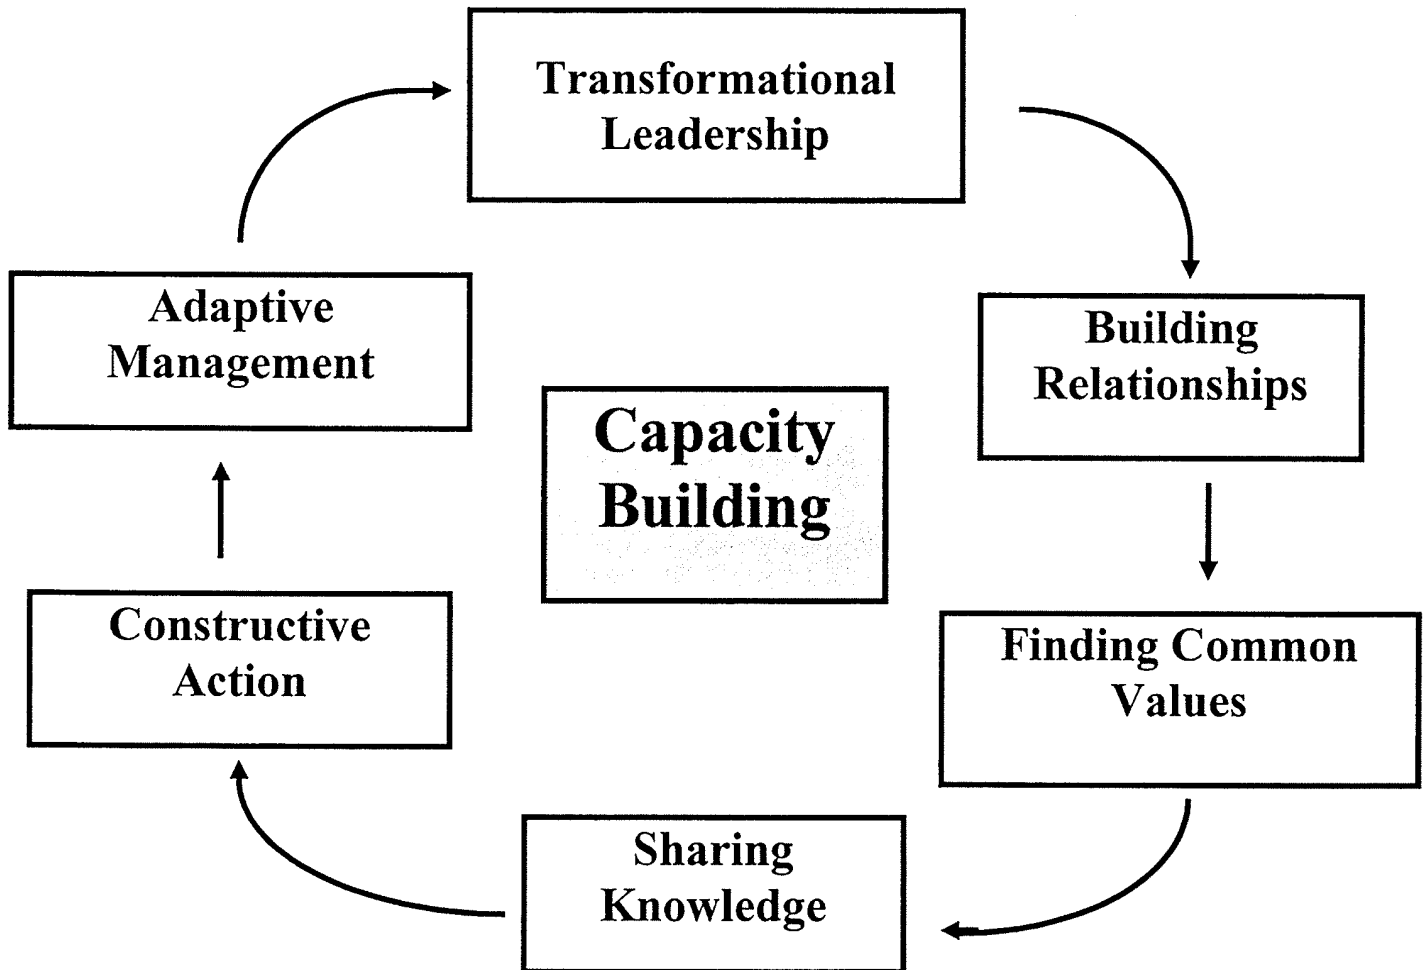 Transformational
Leadership
Building
Relationships
Finding Common
Values
Sharing
Knowledge
Constructive
Action
Adaptive
Management
Capacity
Building